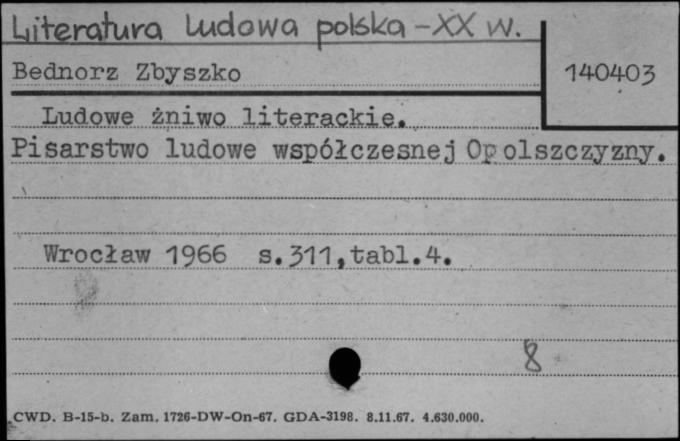 Literatura ludowa polska - XX w.
Bednorz Zbyszko
140403
Ludowe żniwo literackie.
Pisarstwo ludowe współczesnej Opolszczyzny.
Wrocław 1966 s.311,tabl.4.
8
CWD. B-15-b. Zam. 1726-DW-On-67. GDA-3198. 8.11.67. 4.630.000.